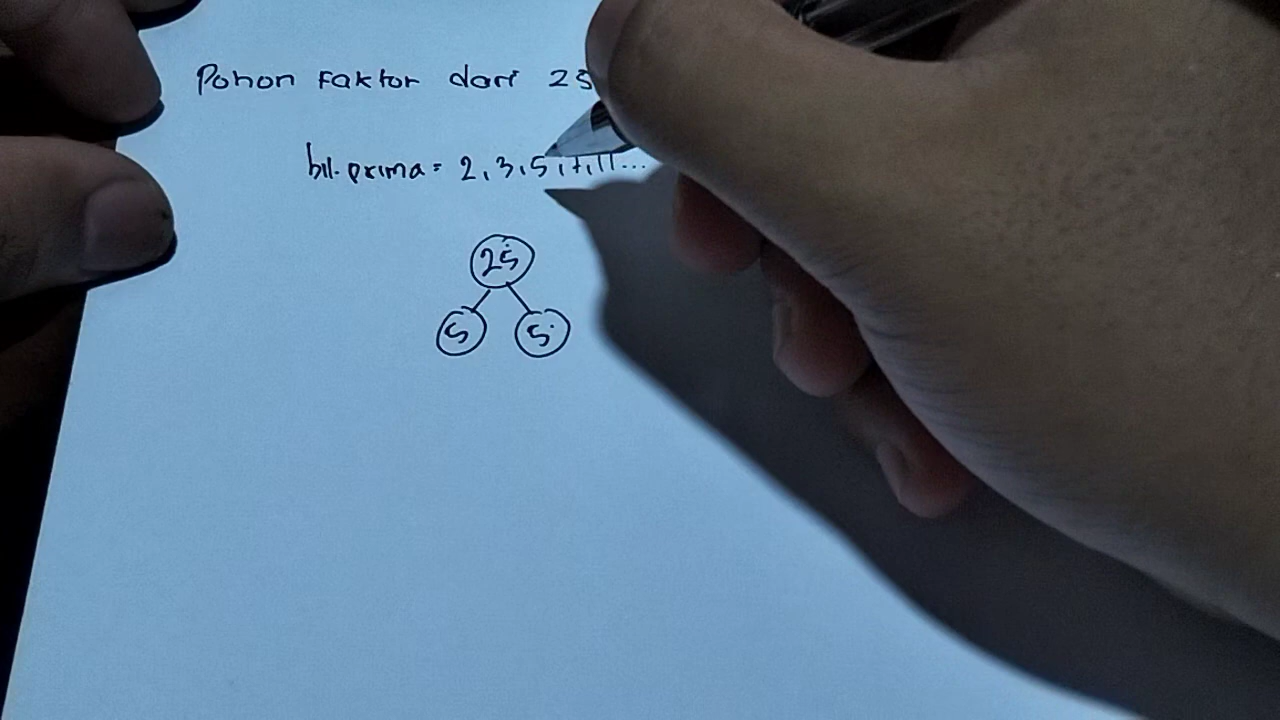 Pohon Faktor dari 25
bil. prima = 2, 3, 5, 7, 11...
25
5 5